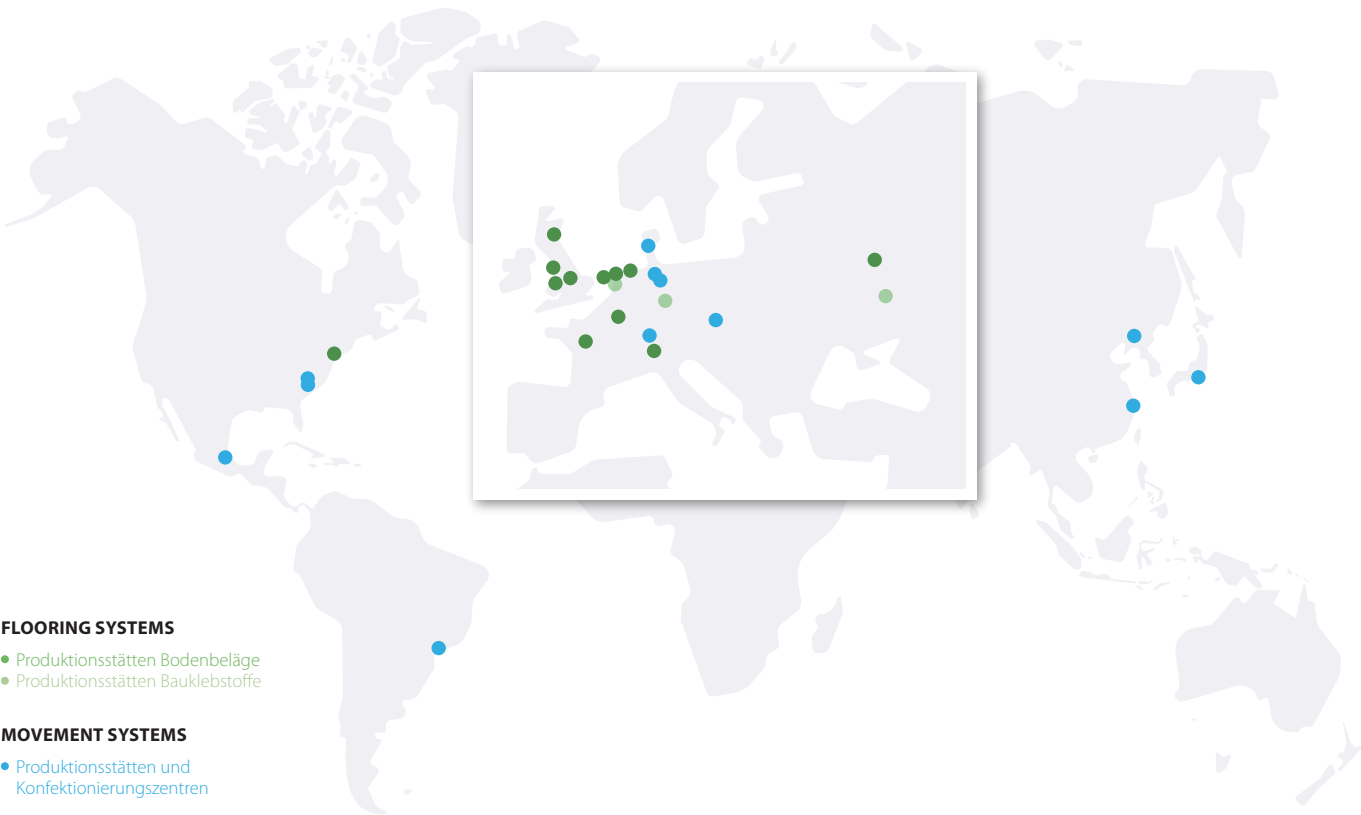 FLOORING SYSTEMS
Produktionsstätten Bodenbeläge
Produktionsstätten Bauklebstoffe
MOVEMENT SYSTEMS
Produktionsstätten und
Konfektionierungszentren